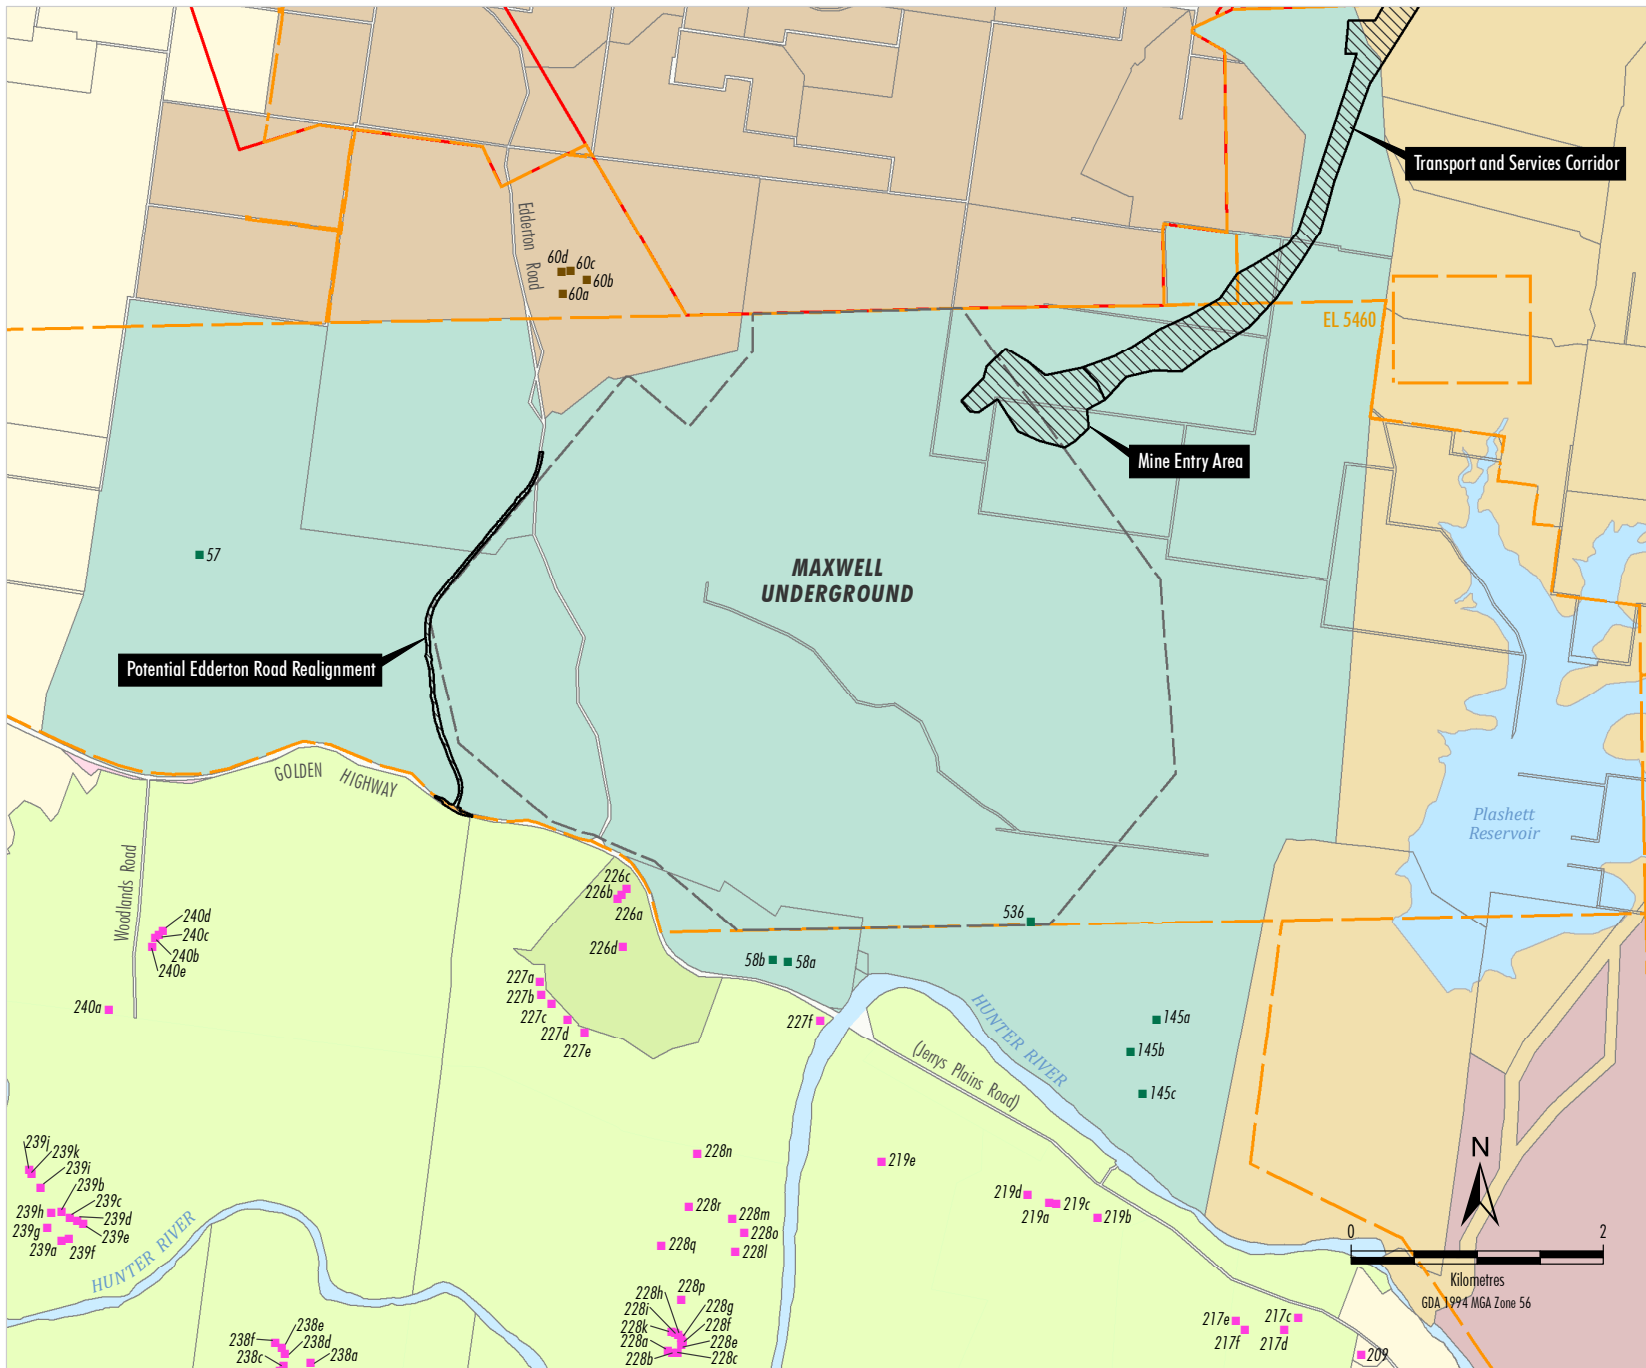 Transport and Services Corridor
Edderton Road
60d
60c
60b
60a
EL 5460
Mine Entry Area
57
MAXWELL
UNDERGROUND
Potential Edderton Road Realignment
GOLDEN HIGHWAY
Plashett
Reservoir
Woodlands Road
226c
226b
226a
226d
536
240d
240c
240b
240e
240a
58b
58a
227a
227b
227c
227d
227e
227f
HUNTER RIVER
145a
145b
145c
(Jerrys Plains Road)
239j
239k
239i
239b
239c
239d
239e
239h
239g
239a
239f
HUNTER RIVER
228n
228r
228m
228o
228l
228q
219e
219d
219a
219c
219b
N
0
2
Kilometres
GDA 1994 MGA Zone 56
228p
228h
228g
228i
228f
228k
228e
228a
228b
228c
238e
238f
238d
238c
238a
217e
217c
217f
217d
209